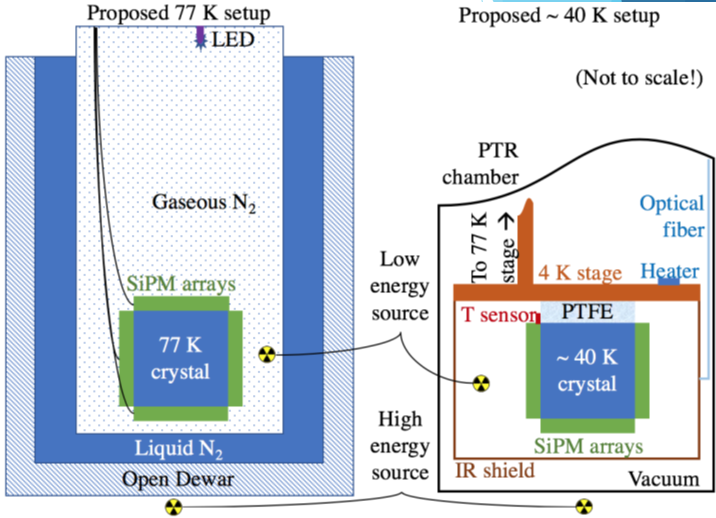 Proposed 77 K setup
LED
Gaseous N₂
SiPM arrays
77 K
crystal
Liquid N₂
Open Dewar
Low
energy
source
High
energy
source
Proposed ~ 40 K setup
(Not to scale!)
PTR
chamber
Optical
fiber
To 77 K
stage →
4 K stage
Heater
T sensor
PTFE
~ 40 K
crystal
SiPM arrays
IR shield
Vacuum